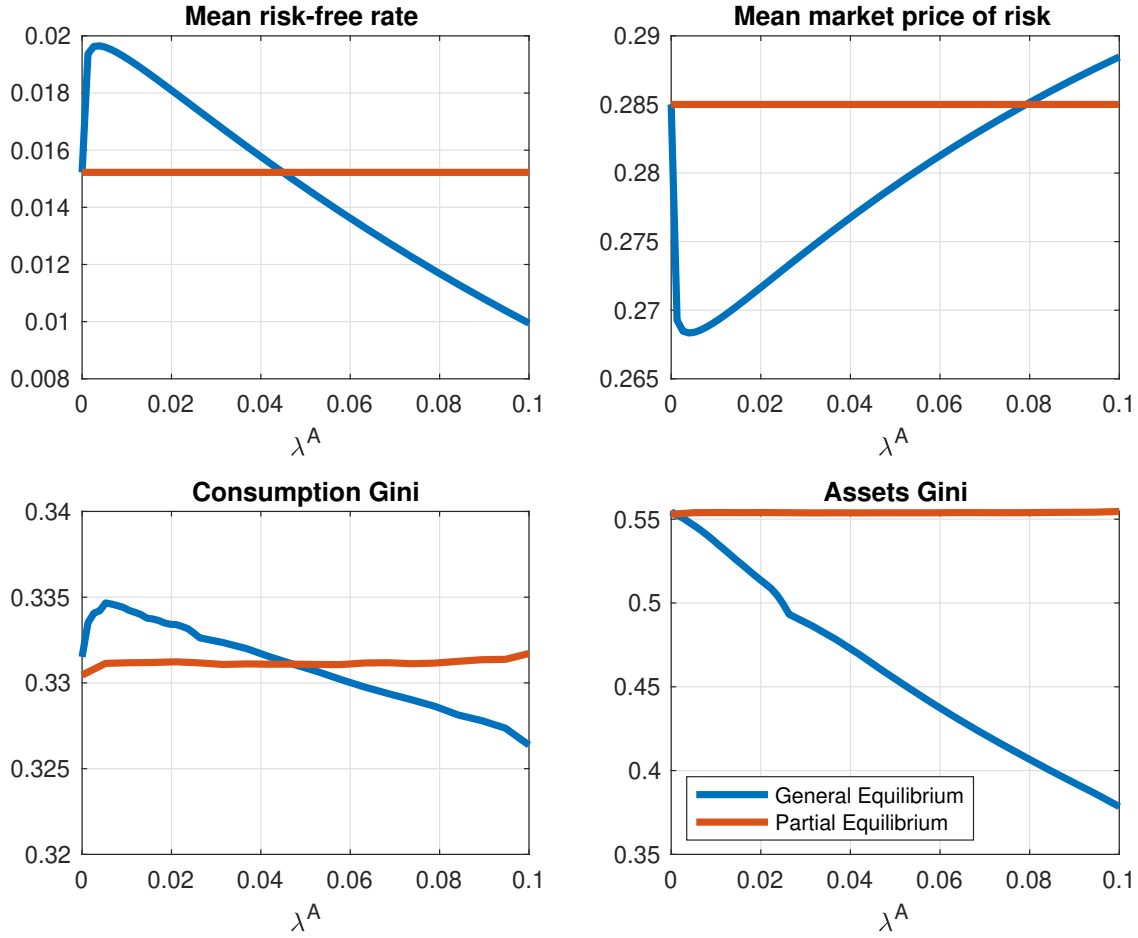 Mean risk-free rate
0.02
0.018
0.016
0.014
0.012
0.01
0.008
0 0.02 0.04 0.06 0.08 0.1
λ^A
Mean market price of risk
0.29
0.285
0.28
0.275
0.27
0.265
0 0.02 0.04 0.06 0.08 0.1
λ^A
Consumption Gini
0.34
0.335
0.33
0.325
0.32
0 0.02 0.04 0.06 0.08 0.1
λ^A
Assets Gini
0.55
0.5
0.45
0.4
0.35
General Equilibrium
Partial Equilibrium
0 0.02 0.04 0.06 0.08 0.1
λ^A